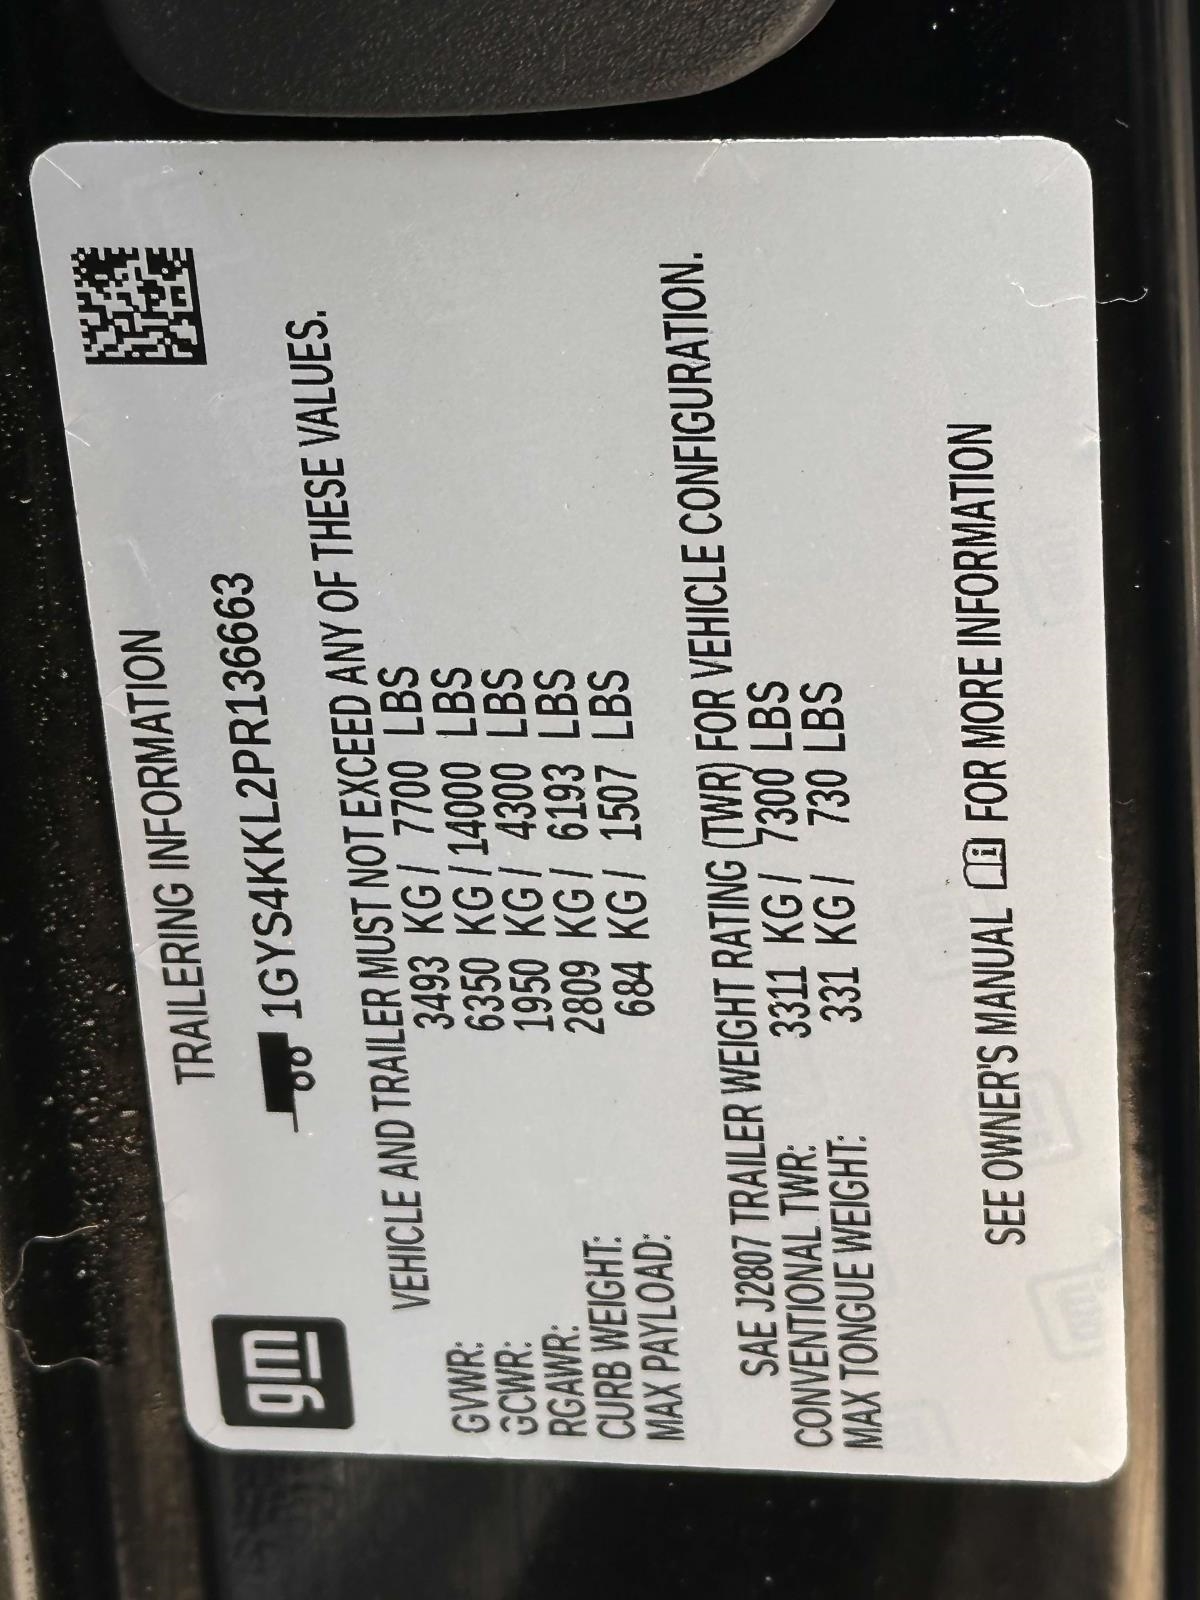 gm
TRAILERING INFORMATION
1GYS4KKL2PR136663
VEHICLE AND TRAILER MUST NOT EXCEED ANY OF THESE VALUES.
GVWR: 3493 KG / 7700 LBS
GCWR: 6350 KG / 14000 LBS
RGAWR: 1950 KG / 4300 LBS
CURB WEIGHT: 2809 KG / 6193 LBS
MAX PAYLOAD: 684 KG / 1507 LBS
SAE J2807 TRAILER WEIGHT RATING (TWR) FOR VEHICLE CONFIGURATION.
CONVENTIONAL TWR: 3311 KG / 7300 LBS
MAX TONGUE WEIGHT: 331 KG / 730 LBS
SEE OWNER'S MANUAL FOR MORE INFORMATION